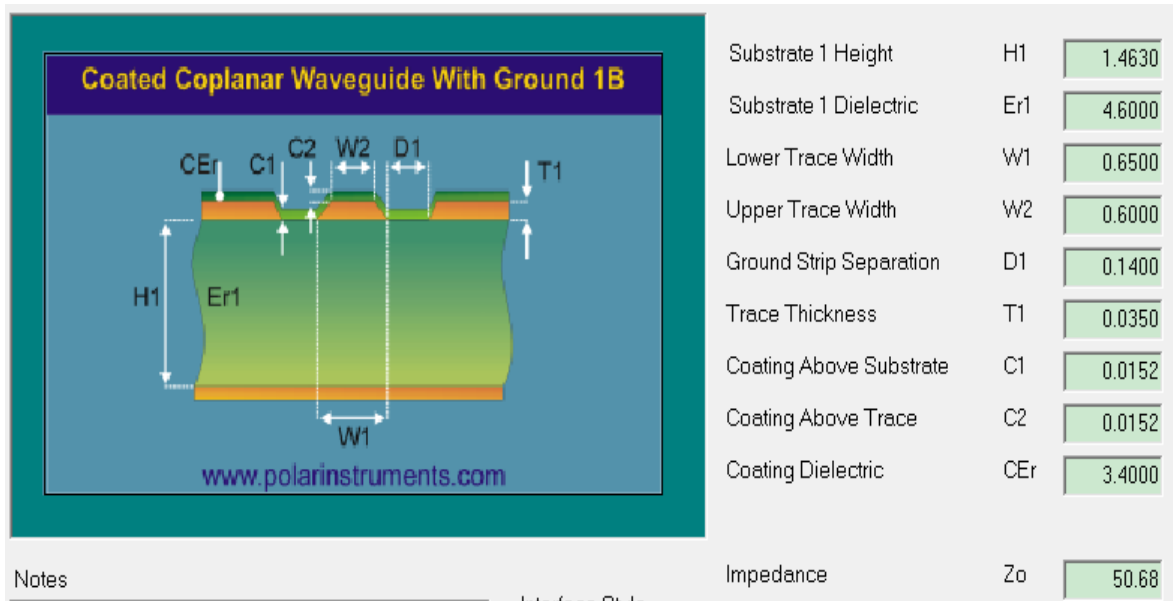 Coated Coplanar Waveguide With Ground 1B
CEr C1 C2 W2 D1 T1
H1 Er1
W1
www.polarinstruments.com
Substrate 1 Height H1 1.4630
Substrate 1 Dielectric Er1 4.6000
Lower Trace Width W1 0.6500
Upper Trace Width W2 0.6000
Ground Strip Separation D1 0.1400
Trace Thickness T1 0.0350
Coating Above Substrate C1 0.0152
Coating Above Trace C2 0.0152
Coating Dielectric CEr 3.4000
Notes
Impedance Zo 50.68